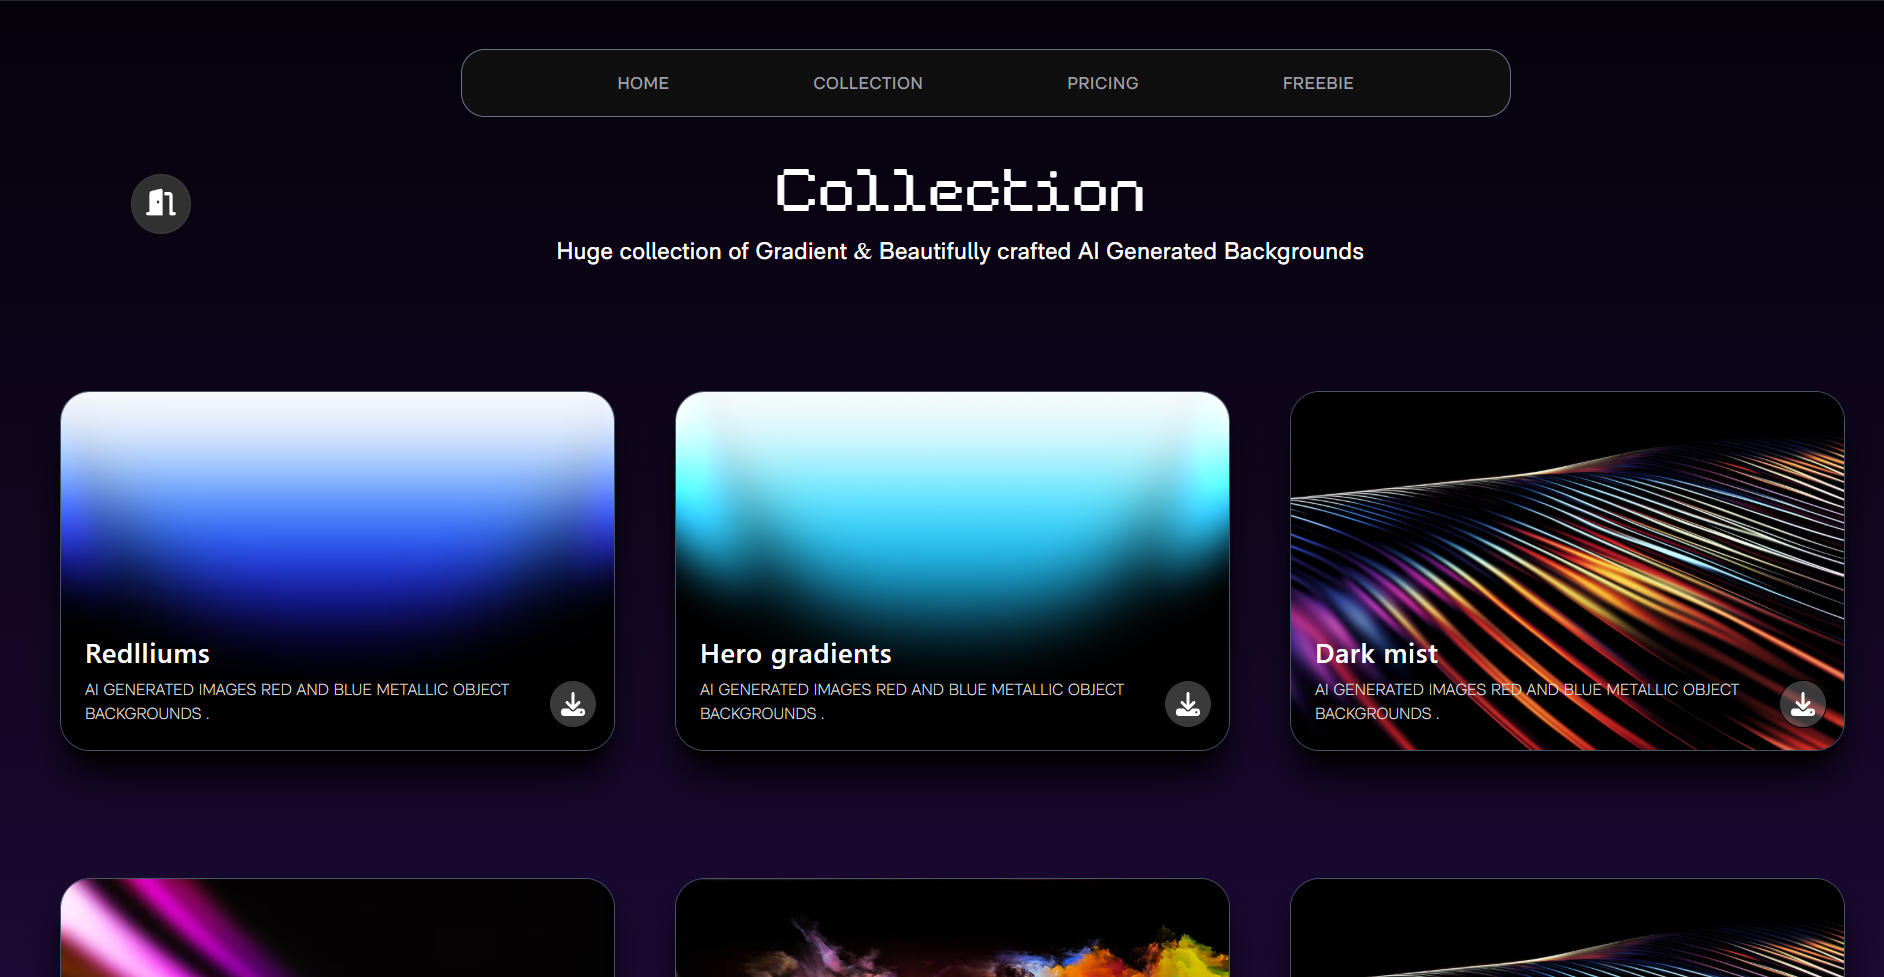 HOME COLLECTION PRICING FREEBIE
Collection
Huge collection of Gradient & Beautifully crafted AI Generated Backgrounds
Redlliums
AI GENERATED IMAGES RED AND BLUE METALLIC OBJECT
BACKGROUNDS .
Hero gradients
AI GENERATED IMAGES RED AND BLUE METALLIC OBJECT
BACKGROUNDS .
Dark mist
AI GENERATED IMAGES RED AND BLUE METALLIC OBJECT
BACKGROUNDS .